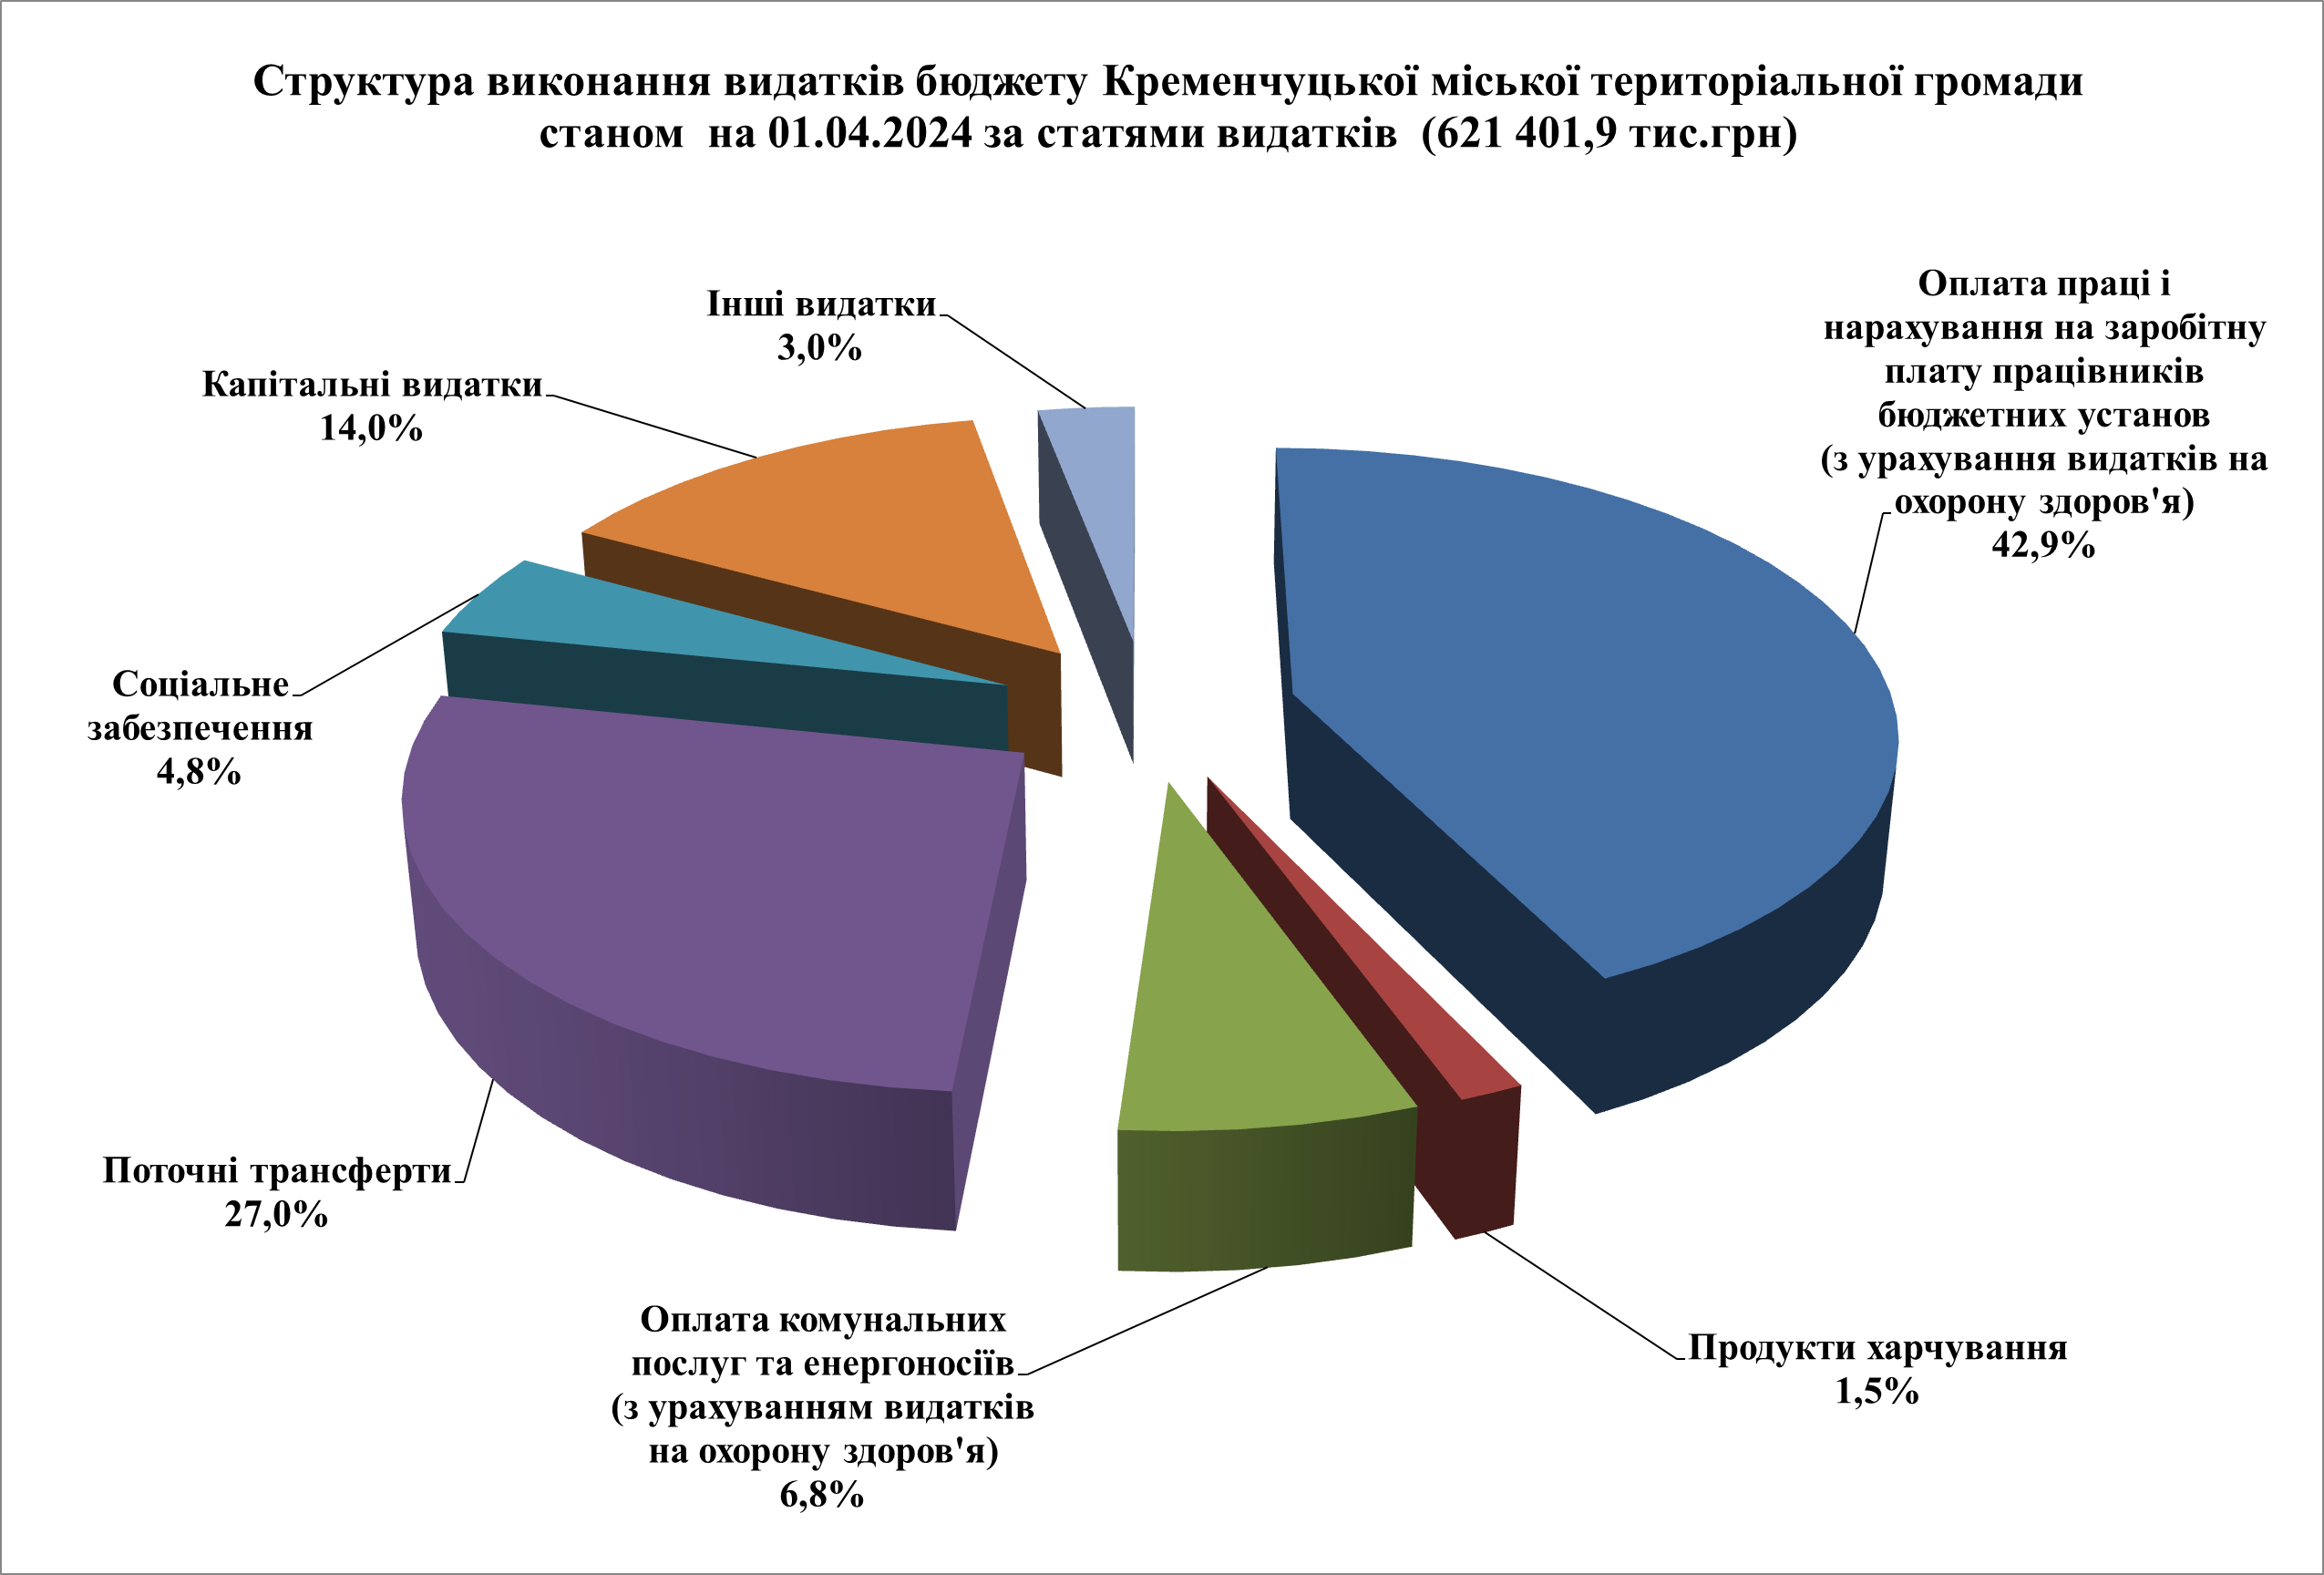 Структура виконання видатків бюджету Кременчуцької міської територіальної громади
станом на 01.04.2024 за статями видатків (621 401,9 тис.грн)
Інші видатки
3,0%
Оплата праці і
нарахування на заробітну
плату працівників
бюджетних установ
(з урахування видатків на
охорону здоров'я)
42,9%
Капітальні видатки
14,0%
Соціальне
забезпечення
4,8%
Поточні трансферти
27,0%
Оплата комунальних
послуг та енергоносіїв
(з урахуванням видатків
на охорону здоров'я)
6,8%
Продукти харчування
1,5%